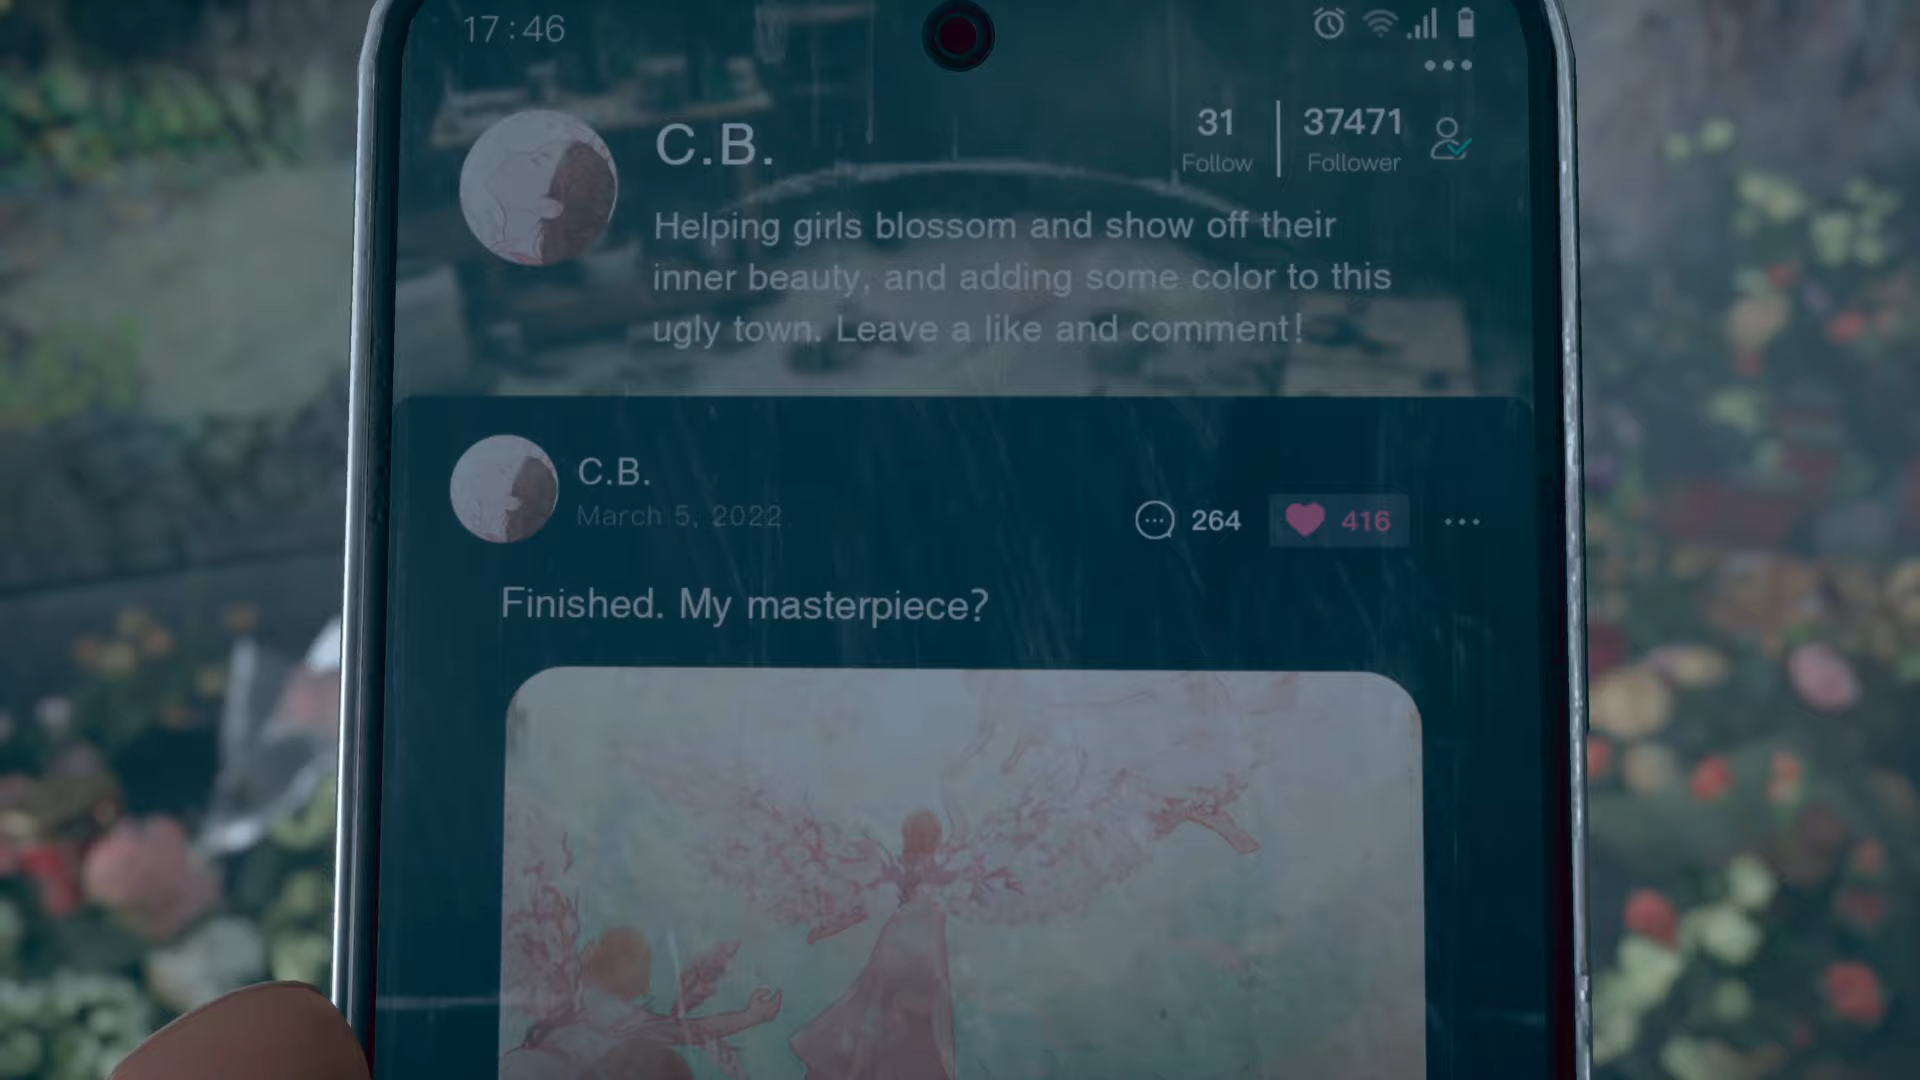 17:46
C.B.
31
Follow
37471
Follower
Helping girls blossom and show off their
inner beauty, and adding some color to this
ugly town. Leave a like and comment!
C.B.
March 5, 2022
264
416
Finished. My masterpiece?